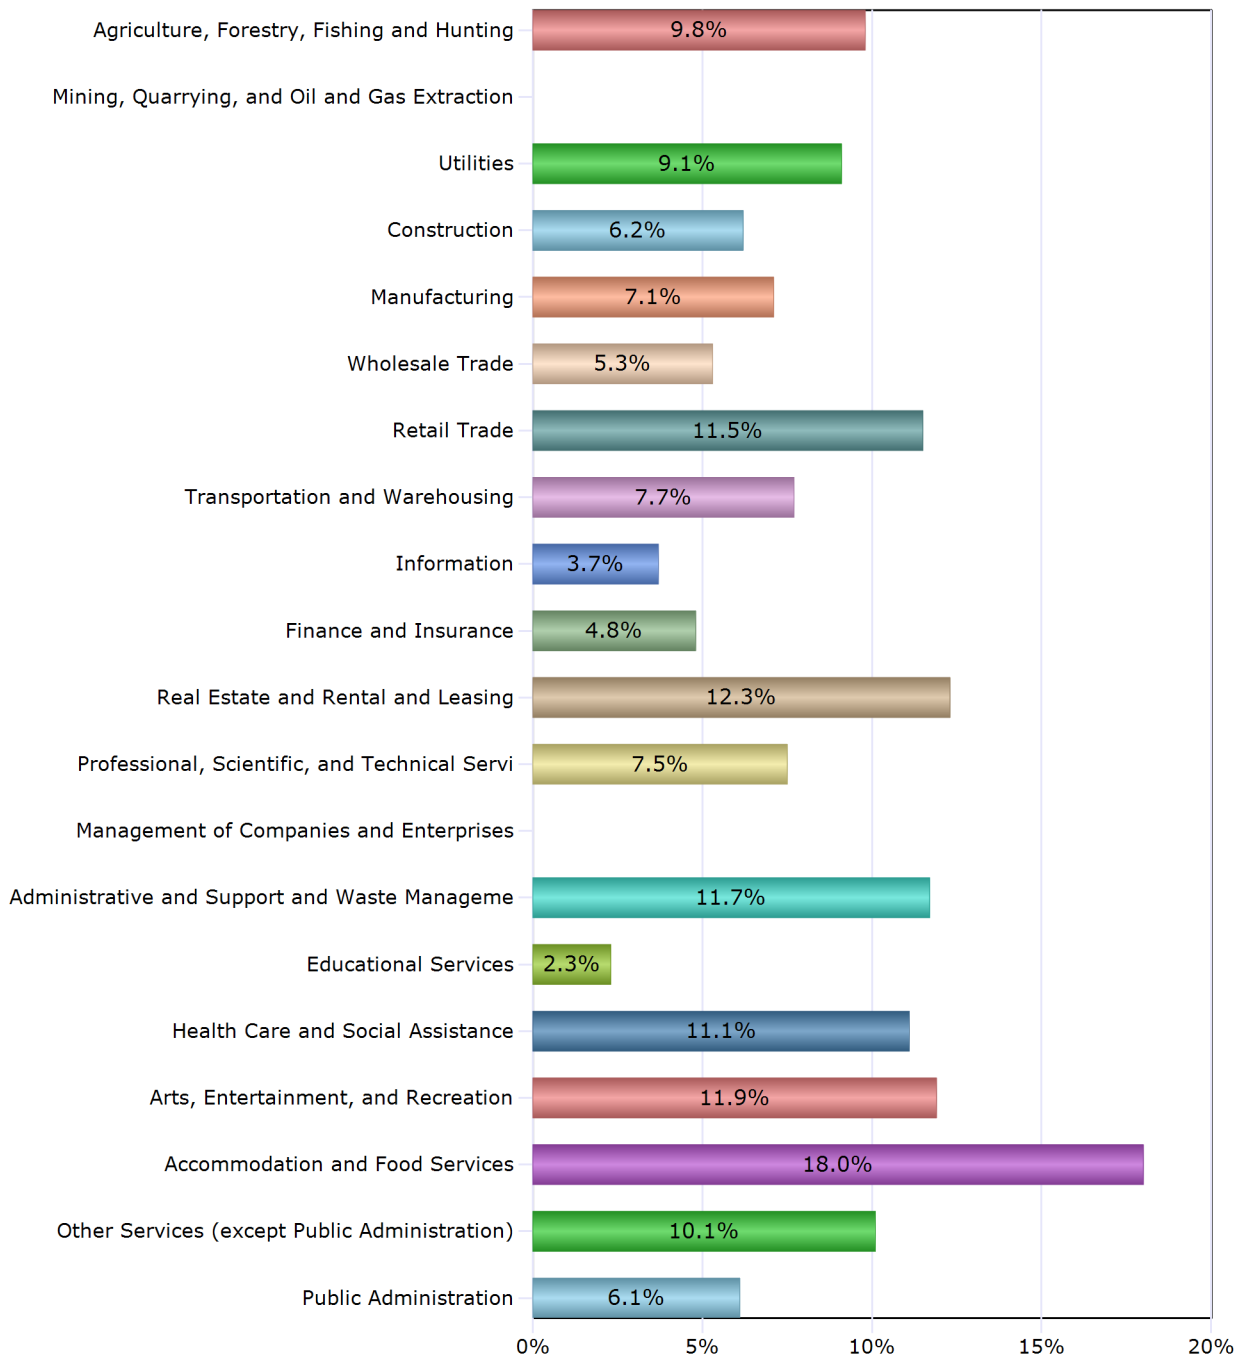 Agriculture, Forestry, Fishing and Hunting 9.8%
Mining, Quarrying, and Oil and Gas Extraction
Utilities 9.1%
Construction 6.2%
Manufacturing 7.1%
Wholesale Trade 5.3%
Retail Trade 11.5%
Transportation and Warehousing 7.7%
Information 3.7%
Finance and Insurance 4.8%
Real Estate and Rental and Leasing 12.3%
Professional, Scientific, and Technical Servi 7.5%
Management of Companies and Enterprises
Administrative and Support and Waste Manageme 11.7%
Educational Services 2.3%
Health Care and Social Assistance 11.1%
Arts, Entertainment, and Recreation 11.9%
Accommodation and Food Services 18.0%
Other Services (except Public Administration) 10.1%
Public Administration 6.1%
0% 5% 10% 15% 20%